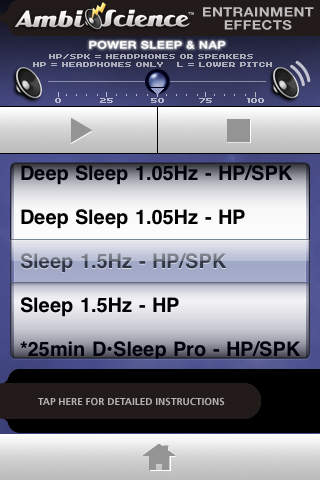 AmbiScience™ ENTRAINMENT
EFFECTS
POWER SLEEP & NAP
HP/SPK = HEADPHONES OR SPEAKERS
HP = HEADPHONES ONLY L = LOWER PITCH
0 25 50 75 100
Deep Sleep 1.05Hz - HP/SPK
Deep Sleep 1.05Hz - HP
Sleep 1.5Hz - HP/SPK
Sleep 1.5Hz - HP
*25min D•Sleep Pro - HP/SPK
TAP HERE FOR DETAILED INSTRUCTIONS